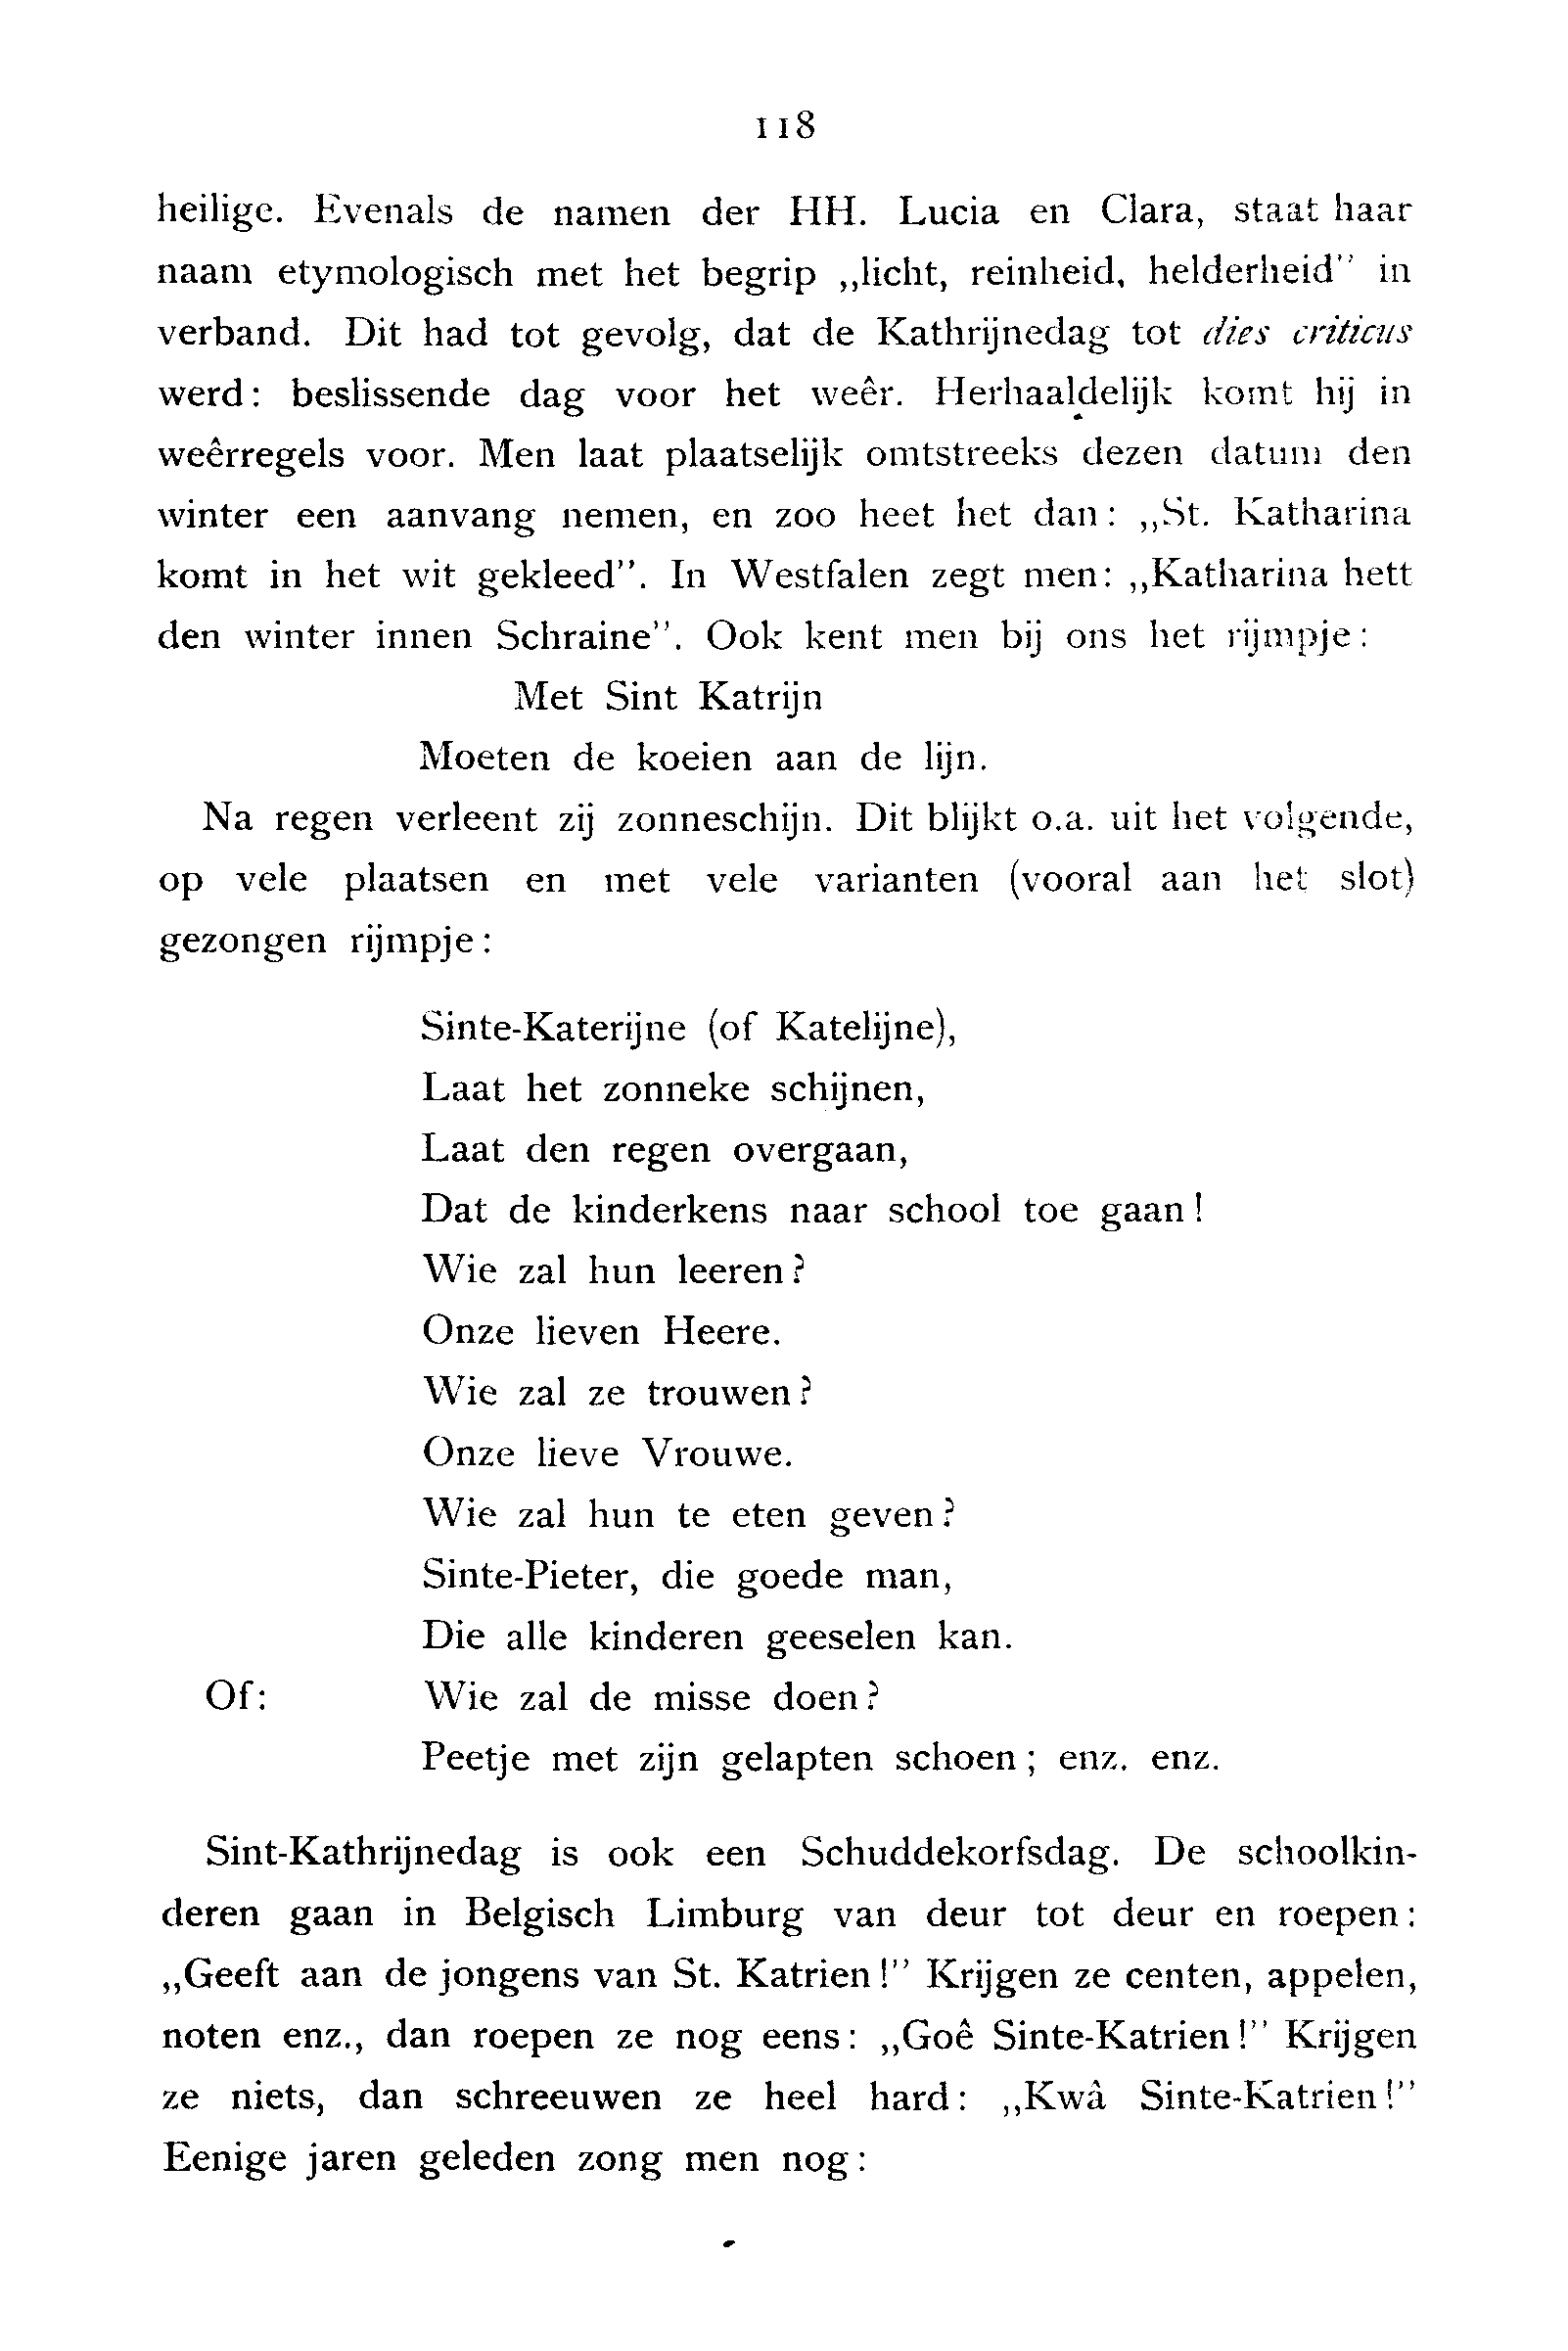 118
heilige. Evenals de namen der HH. Lucia en Clara, staat haar
naam etymologisch met het begrip „licht, reinheid, helderheid” in
verband. Dit had tot gevolg, dat de Kathrijnedag tot dies criticus
werd: beslissende dag voor het weêr. Herhaaldelijk komt hij in
weêrregels voor. Men laat plaatselijk omtstreeks dezen datum den
winter een aanvang nemen, en zoo heet het dan: „St. Katharina
komt in het wit gekleed”. In Westfalen zegt men: „Katharina hett
den winter innen Schraine”. Ook kent men bij ons het rijmpje:
Met Sint Katrijn
Moeten de koeien aan de lijn.
Na regen verleent zij zonneschijn. Dit blijkt o.a. uit het volgende,
op vele plaatsen en met vele varianten (vooral aan het slot)
gezongen rijmpje:
Sinte-Katerijne (of Katelijne),
Laat het zonneke schijnen,
Laat den regen overgaan,
Dat de kinderkens naar school toe gaan!
Wie zal hun leeren?
Onze lieven Heere.
Wie zal ze trouwen?
Onze lieve Vrouwe.
Wie zal hun te eten geven?
Sinte-Pieter, die goede man,
Die alle kinderen geeselen kan.
Of: Wie zal de misse doen?
Peetje met zijn gelapten schoen; enz. enz.
Sint-Kathrijnedag is ook een Schuddekorfsdag. De schoolkin-
deren gaan in Belgisch Limburg van deur tot deur en roepen:
„Geeft aan de jongens van St. Katrien!” Krijgen ze centen, appelen,
noten enz., dan roepen ze nog eens: „Goê Sinte-Katrien!” Krijgen
ze niets, dan schreeuwen ze heel hard: „Kwâ Sinte-Katrien!”
Eenige jaren geleden zong men nog: